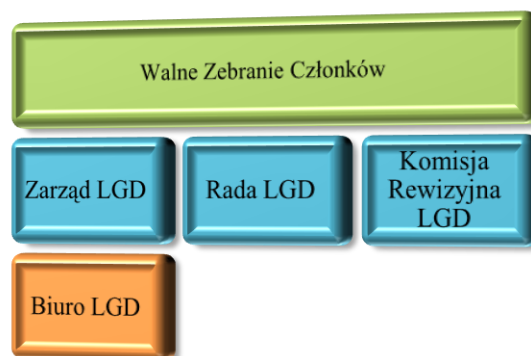 Walne Zebranie Członków
Zarząd LGD
Rada LGD
Komisja
Rewizyjna
LGD
Biuro LGD